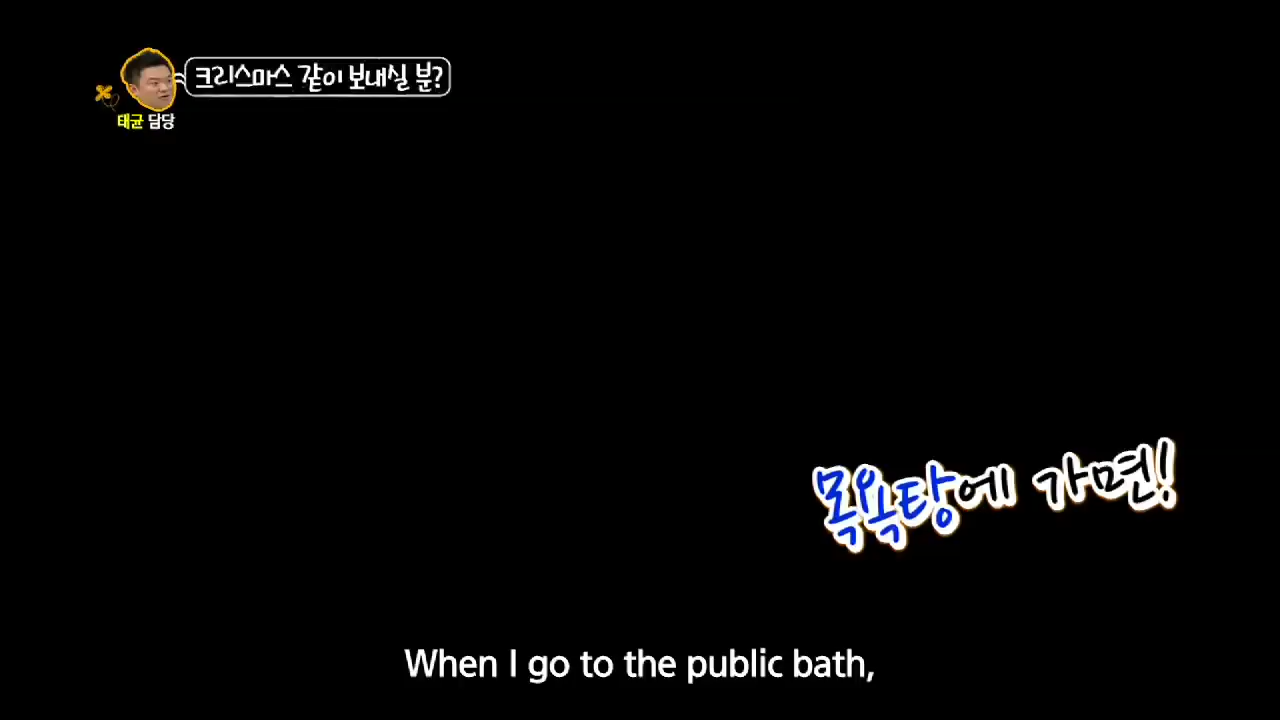 크리스마스 같이 보내실 분?
태균 담당
목욕탕에 가면!
When I go to the public bath,